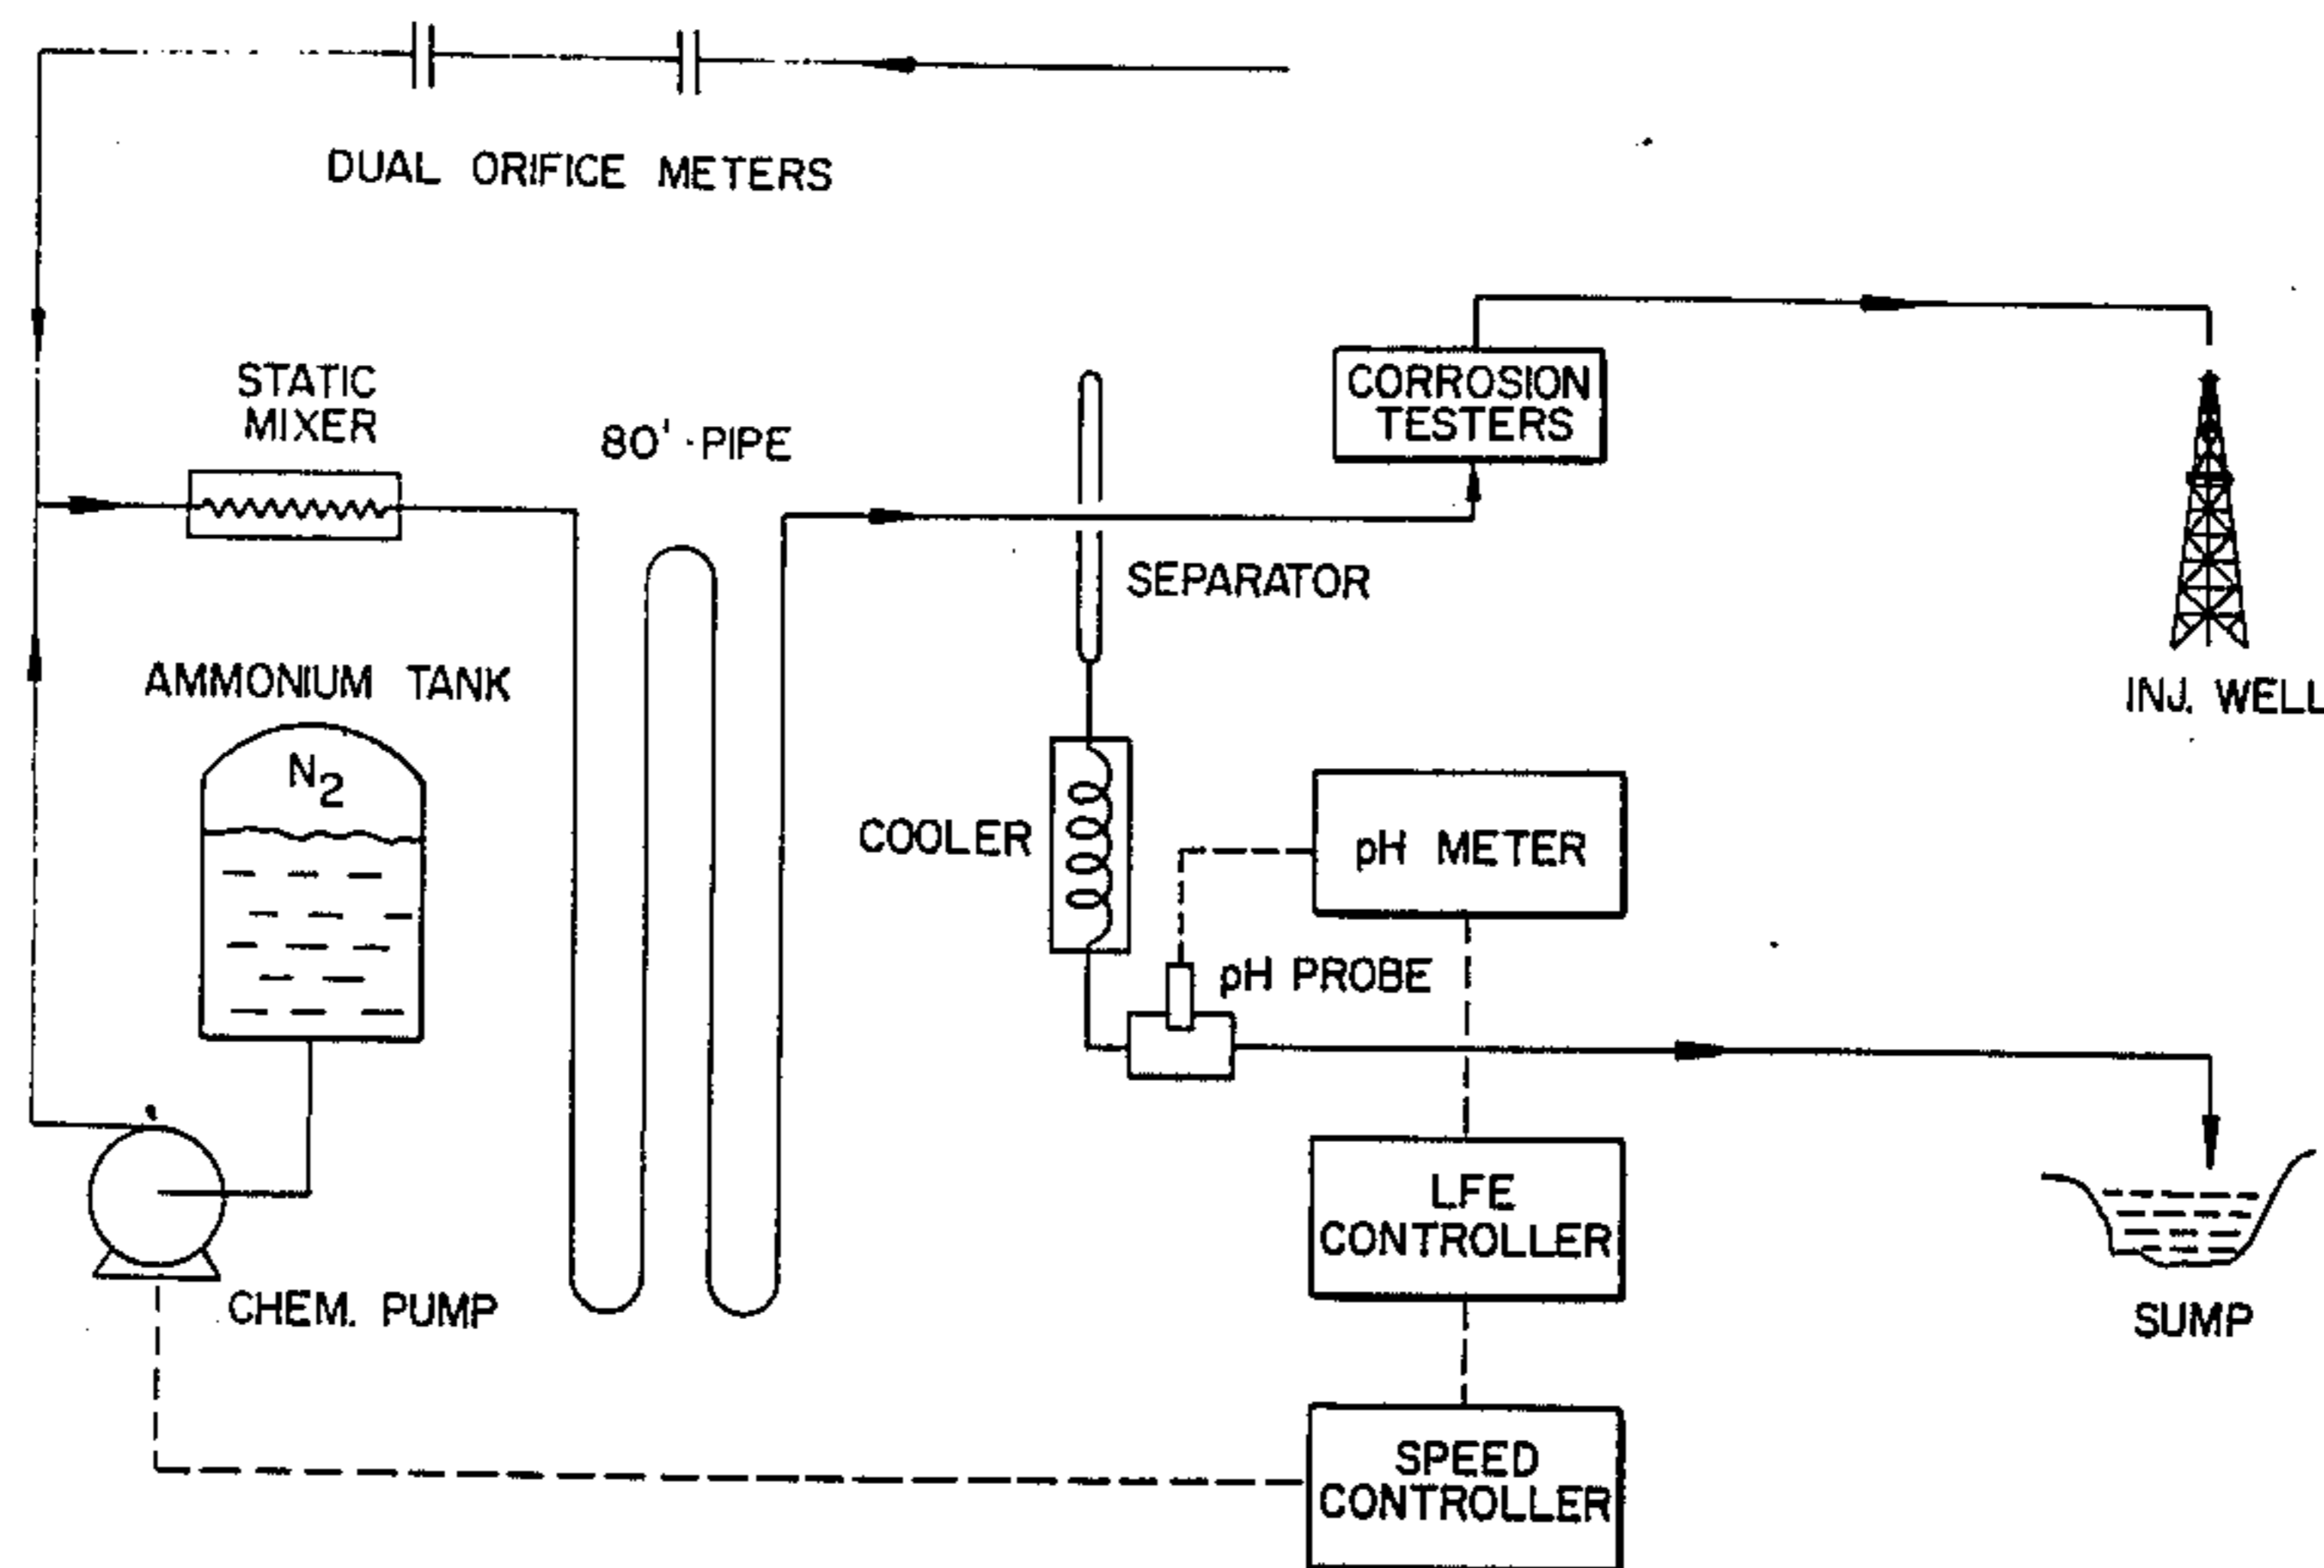 DUAL ORIFICE METERS
STATIC
MIXER
80' - PIPE
CORROSION
TESTERS
SEPARATOR
AMMONIUM TANK
N2
INJ. WELL
COOLER
pH METER
pH PROBE
LFE
CONTROLLER
CHEM. PUMP
SUMP
SPEED
CONTROLLER